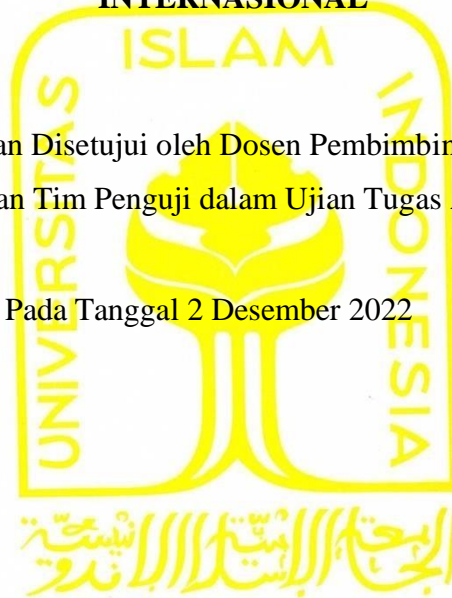 INTERNASIONAL
ISLAM
UNIVERSITAS
INDONESIA
an Disetujui oleh Dosen Pembimbin
an Tim Penguji dalam Ujian Tugas
Pada Tanggal 2 Desember 2022